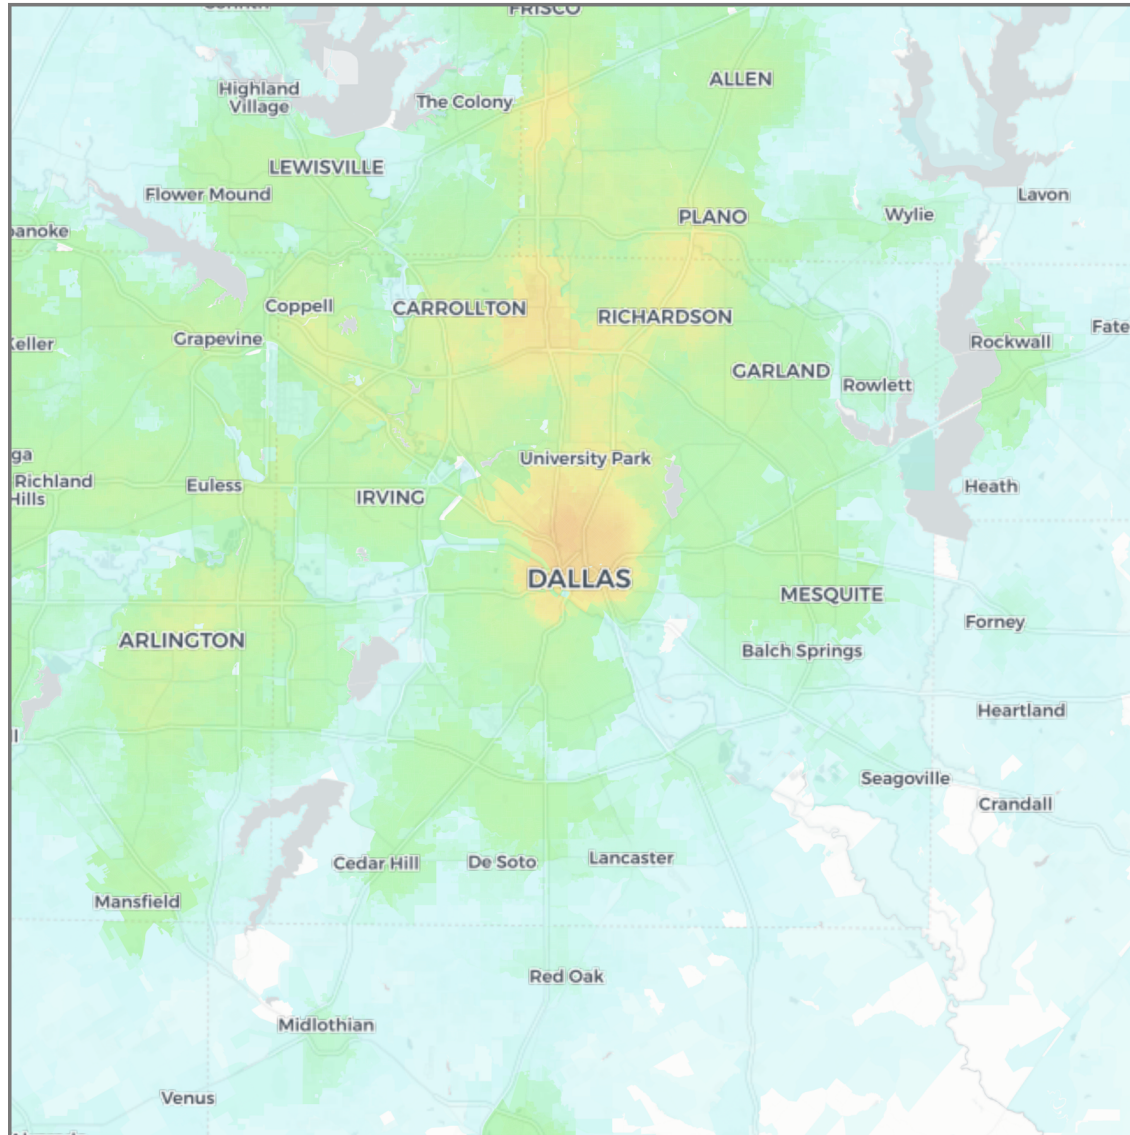 FRISCO
ALLEN
Highland
Village
The Colony
LEWISVILLE
Flower Mound
Lavon
PLANO
Wylie
Coppell
CARROLLTON
RICHARDSON
Grapevine
Rockwall
GARLAND
Rowlett
University Park
Richland
Hills
Euless
IRVING
Heath
DALLAS
MESQUITE
Forney
ARLINGTON
Balch Springs
Heartland
Seagoville
Crandall
Cedar Hill
De Soto
Lancaster
Mansfield
Red Oak
Midlothian
Venus